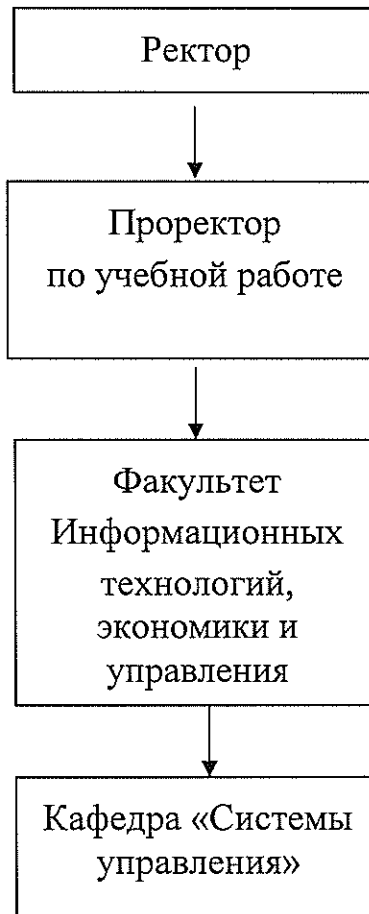 Ректор
Проректор
по учебной работе
Факультет
Информационных
технологий,
экономики и
управления
Кафедра «Системы
управления»